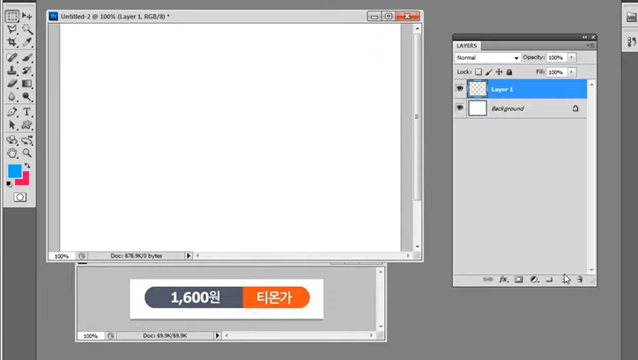 Untitled-2 @ 100% (Layer 1, RGB/8) *
LAYERS
Normal Opacity: 100%
Lock: Fill: 100%
Layer 1
Background
100% Doc: 878.9K/0 bytes
1,600원 티몬가
100% Doc: 69.9K/69.9K